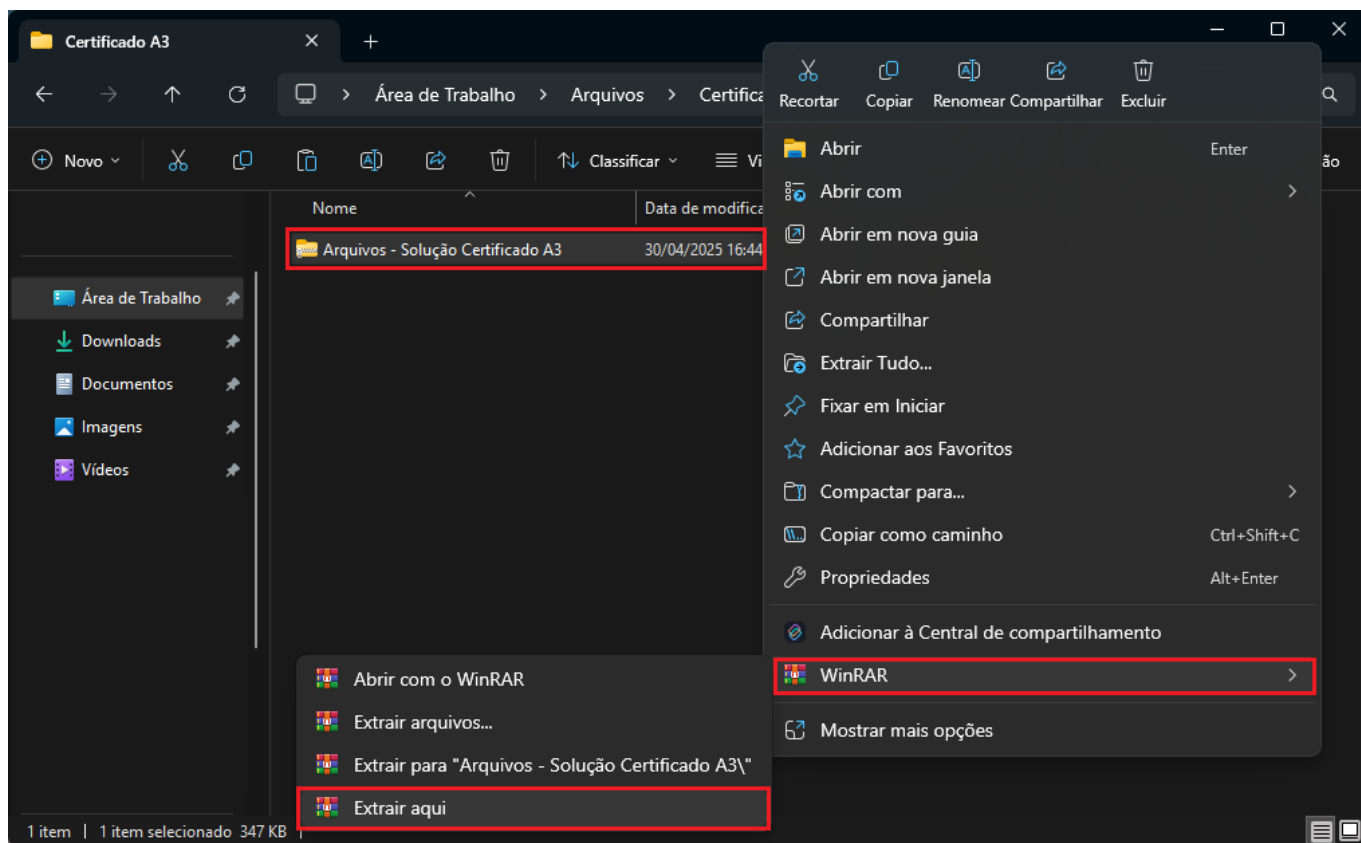 Certificado A3
Área de Trabalho > Arquivos > Certifica
Novo
Classificar
Vi
ão
Nome
Data de modifica
Arquivos - Solução Certificado A3
30/04/2025 16:44
Área de Trabalho
Downloads
Documentos
Imagens
Vídeos
Recortar Copiar Renomear Compartilhar Excluir
Abrir Enter
Abrir com
Abrir em nova guia
Abrir em nova janela
Compartilhar
Extrair Tudo...
Fixar em Iniciar
Adicionar aos Favoritos
Compactar para...
Copiar como caminho Ctrl+Shift+C
Propriedades Alt+Enter
Adicionar à Central de compartilhamento
WinRAR
Mostrar mais opções
Abrir com o WinRAR
Extrair arquivos...
Extrair para "Arquivos - Solução Certificado A3\"
Extrair aqui
1 item | 1 item selecionado 347 KB |